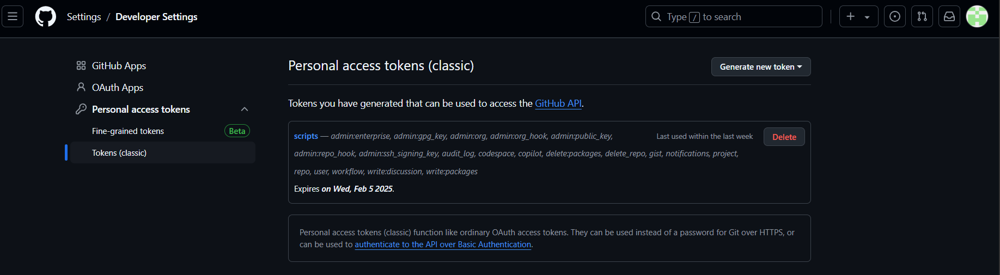 Settings / Developer Settings
Type / to search
GitHub Apps
OAuth Apps
Personal access tokens
Fine-grained tokens Beta
Tokens (classic)
Personal access tokens (classic)
Generate new token
Tokens you have generated that can be used to access the GitHub API.
scripts — admin:enterprise, admin:gpg_key, admin:org, admin:org_hook, admin:public_key,
Last used within the last week
Delete
admin:repo_hook, admin:ssh_signing_key, audit_log, codespace, copilot, delete:packages, delete_repo, gist, notifications, project,
repo, user, workflow, write:discussion, write:packages
Expires on Wed, Feb 5 2025.
Personal access tokens (classic) function like ordinary OAuth access tokens. They can be used instead of a password for Git over HTTPS, or
can be used to authenticate to the API over Basic Authentication.